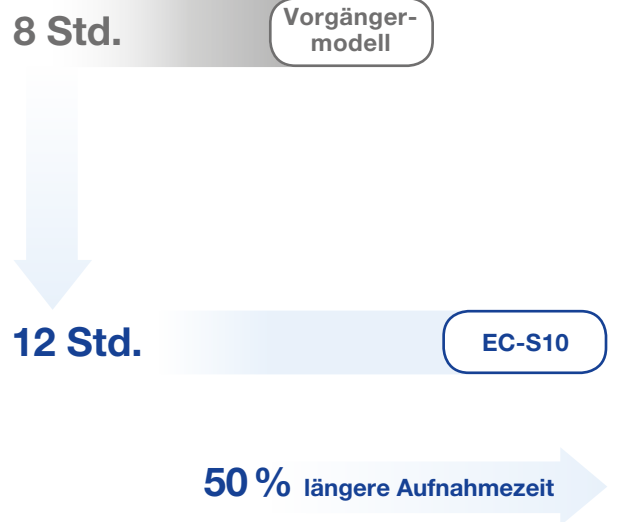 8 Std.
Vorgänger-
modell
12 Std.
EC-S10
50 % längere Aufnahmezeit